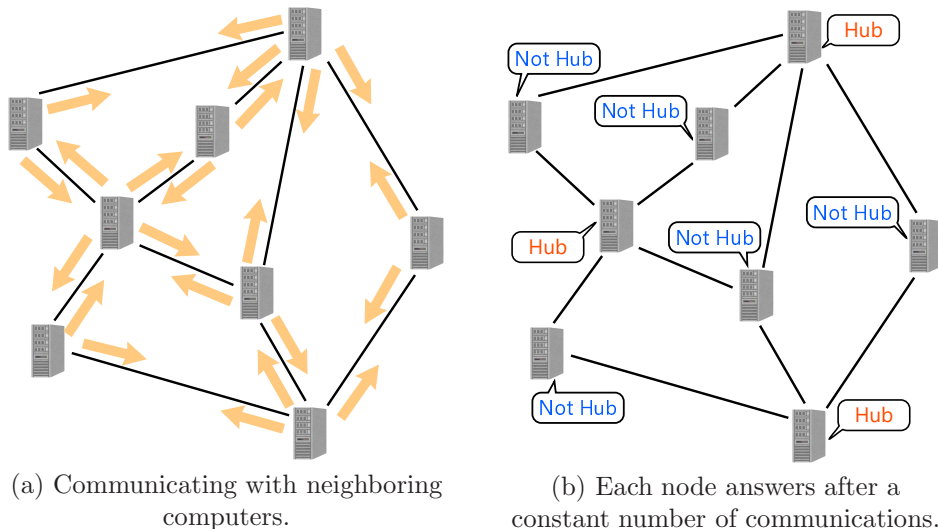 Hub
Not Hub
Not Hub
Not Hub
Not Hub
Hub
Not Hub
Hub
(a) Communicating with neighboring
computers.
(b) Each node answers after a
constant number of communications.